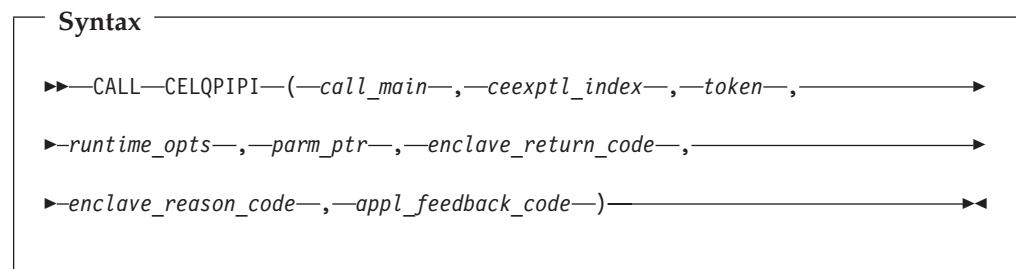 Syntax
►►—CALL—CELQPIPI—(—call_main—,—ceexptl_index—,—token—,—►
►—runtime_opts—,—parm_ptr—,—enclave_return_code—,—►
►—enclave_reason_code—,—appl_feedback_code—)—►◄